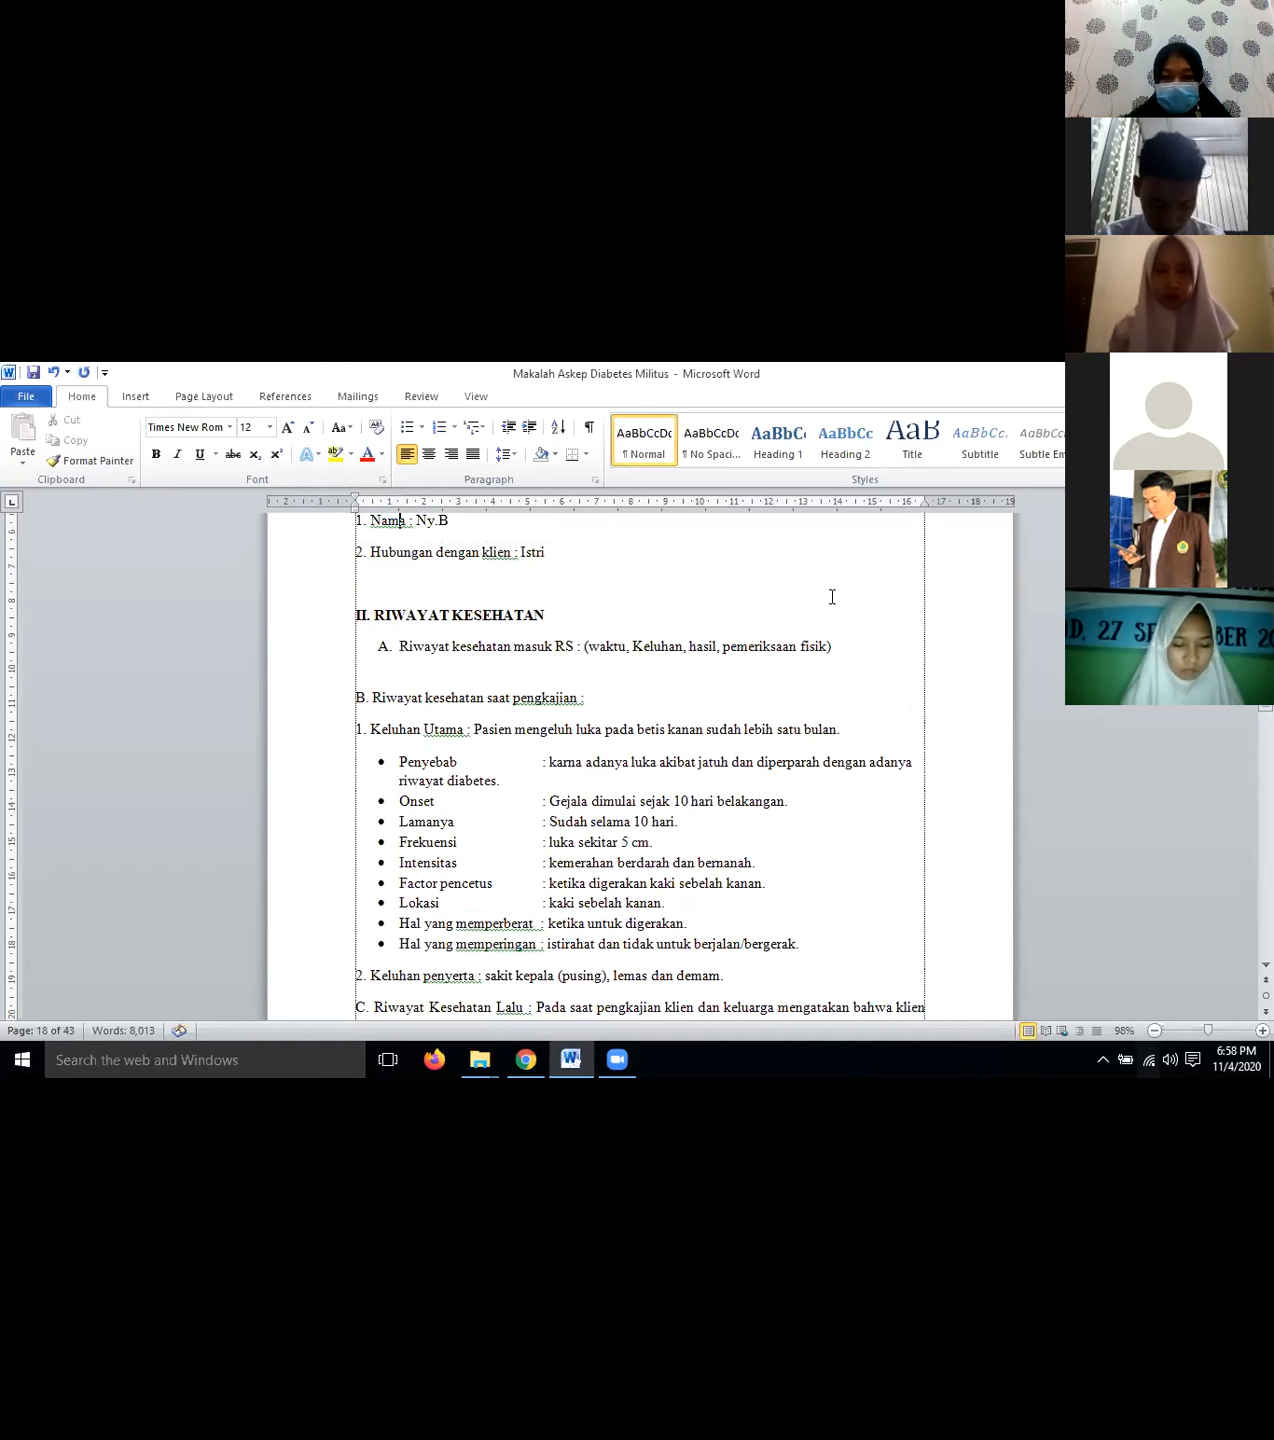 Makalah Askep Diabetes Militus - Microsoft Word
File Home Insert Page Layout References Mailings Review View
Paste
Cut
Copy
Format Painter
Clipboard
Times New Rom 12
Font
Paragraph
AaBbCcDc AaBbCcDc AaBbC AaBbCc AaB AaBbCc. AaBbCcDc
¶ Normal ¶ No Spaci... Heading 1 Heading 2 Title Subtitle Subtle Em
Styles
1. Nama : Ny.B
2. Hubungan dengan klien : Istri
II. RIWAYAT KESEHATAN
A. Riwayat kesehatan masuk RS : (waktu, Keluhan, hasil, pemeriksaan fisik)
B. Riwayat kesehatan saat pengkajian :
1. Keluhan Utama : Pasien mengeluh luka pada betis kanan sudah lebih satu bulan.
• Penyebab : karna adanya luka akibat jatuh dan diperparah dengan adanya
riwayat diabetes.
• Onset : Gejala dimulai sejak 10 hari belakangan.
• Lamanya : Sudah selama 10 hari.
• Frekuensi : luka sekitar 5 cm.
• Intensitas : kemerahan berdarah dan bernanah.
• Factor pencetus : ketika digerakan kaki sebelah kanan.
• Lokasi : kaki sebelah kanan.
• Hal yang memperberat : ketika untuk digerakan.
• Hal yang memperingan : istirahat dan tidak untuk berjalan/bergerak.
2. Keluhan penyerta : sakit kepala (pusing), lemas dan demam.
C. Riwayat Kesehatan Lalu : Pada saat pengkajian klien dan keluarga mengatakan bahwa klien
Page: 18 of 43 Words: 8,013 98%
Search the web and Windows
6:58 PM
11/4/2020